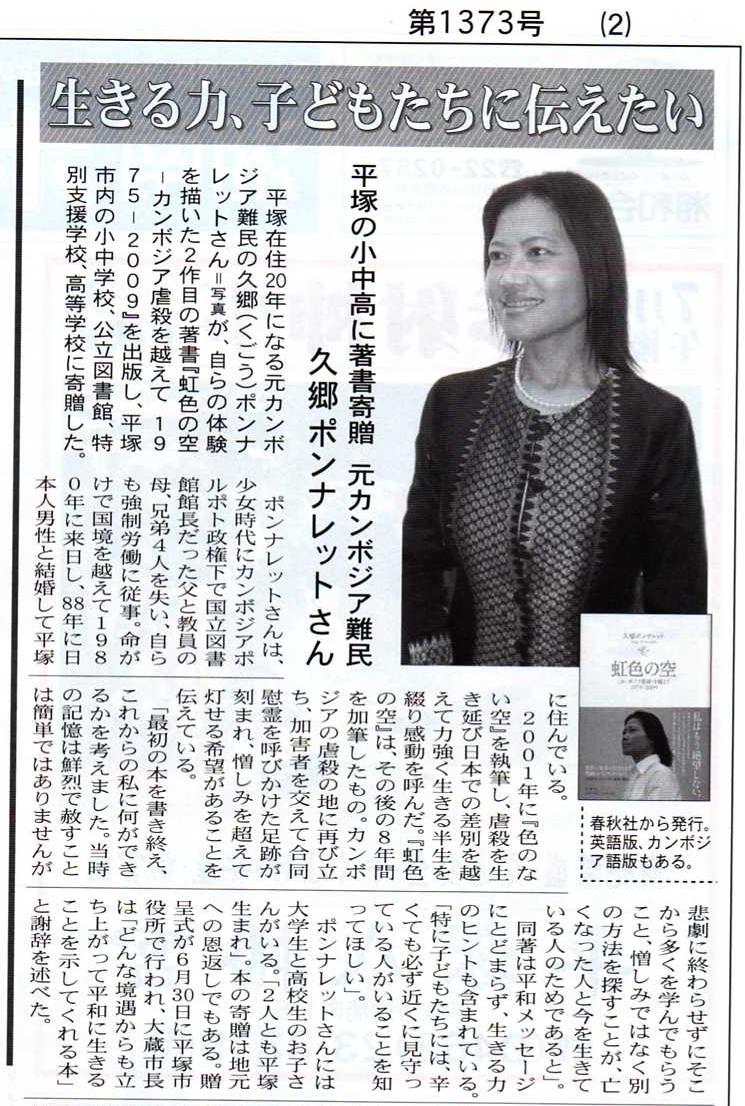 第1373号 (2)
生きる力、子どもたちに伝えたい
平塚の小中高に著書寄贈 元カンボジア難民
久郷ポンナレットさん
平塚在住20年になる元カンボ
ジア難民の久郷(くごう)ポンナ
レットさん=写真が、自らの体験
を描いた2作目の著書『虹色の空
–カンボジア虐殺を越えて 19
75–2009』を出版し、平塚
市内の小中学校、公立図書館、特
別支援学校、高等学校に寄贈した。
ポンナレットさんは、
少女時代にカンボジアポ
ルポト政権下で国立図書
館館長だった父と教員の
母、兄弟4人を失い、自ら
も強制労働に従事。命が
けで国境を越えて198
0年に来日し、88年に日
本人男性と結婚して平塚
に住んでいる。
2001年に『色のな
い空』を執筆し、虐殺を生
き延び日本での差別を越
えて力強く生きる半生を
綴り感動を呼んだ。『虹色
の空』は、その後の8年間
を加筆したもの。カンボ
ジアの虐殺の地に再び立
ち、加害者を交えて合同
慰霊を呼びかけた足跡が
刻まれ、憎しみを超えて
灯せる希望があることを
伝えている。
「最初の本を書き終え、
これからの私に何ができ
るかを考えました。当時
の記憶は鮮烈で赦すこと
は簡単ではありませんが
悲劇に終わらせずにそこ
から多くを学んでもらう
こと、憎しみではなく別
の方法を探すことが、亡
くなった人と今を生きて
いる人のためであると」。
同著は平和メッセージ
にとどまらず、生きる力
のヒントも含まれている。
「特に子どもたちには、辛
くても必ず近くに見守っ
ている人がいることを知
ってほしい」。
ポンナレットさんには
大学生と高校生のお子さ
んがいる。「2人とも平塚
生まれ」。本の寄贈は地元
への恩返しでもある。贈
呈式が6月30日に平塚市
役所で行われ、大蔵市長
は「どんな境遇からも立
ち上がって平和に生きる
ことを示してくれる本」
と謝辞を述べた。
久郷ポンナレット
虹色の空
私はもう絶望しない。
春秋社から発行。
英語版、カンボジ
ア語版もある。